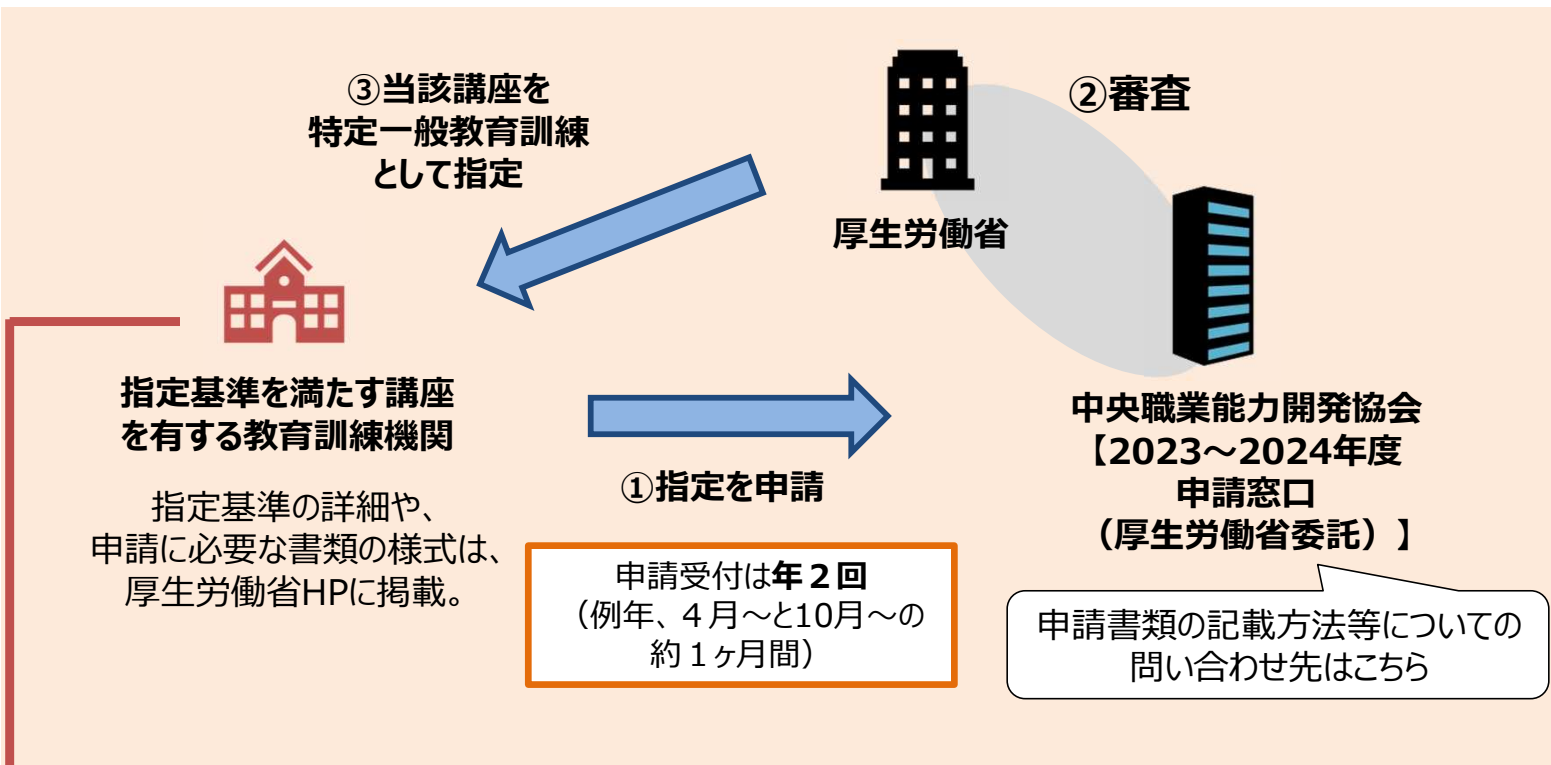 ③当該講座を
特定一般教育訓練
として指定
②審査
厚生労働省
指定基準を満たす講座
を有する教育訓練機関
指定基準の詳細や、
申請に必要な書類の様式は、
厚生労働省HPに掲載。
①指定を申請
申請受付は年２回
（例年、４月～と10月～の
約１ヶ月間）
中央職業能力開発協会
【2023～2024年度
申請窓口
（厚生労働省委託）】
申請書類の記載方法等についての
問い合わせ先はこちら